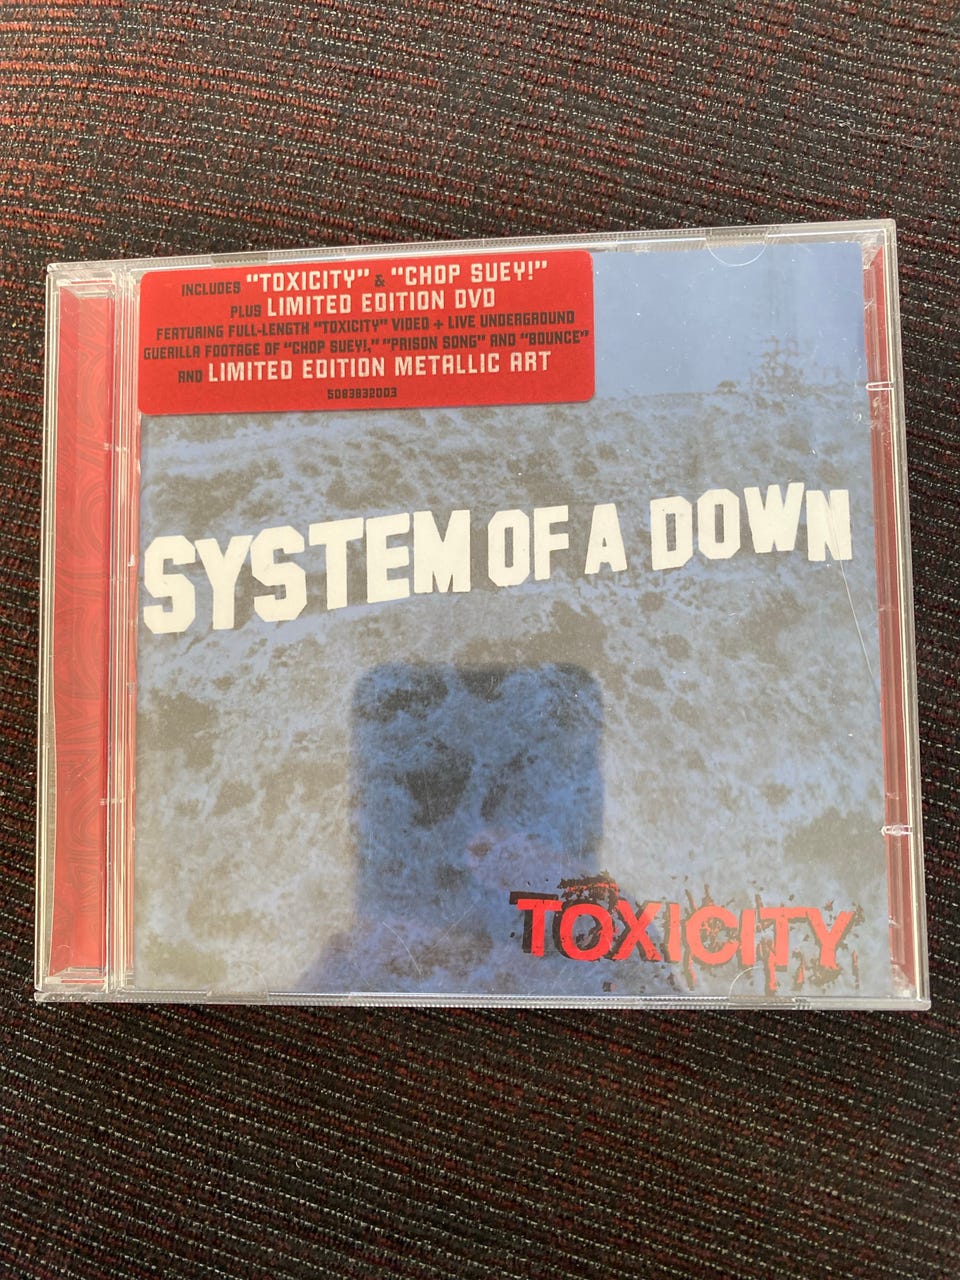 INCLUDES "TOXICITY" & "CHOP SUEY!"
PLUS LIMITED EDITION DVD
FEATURING FULL-LENGTH "TOXICITY" VIDEO + LIVE UNDERGROUND
GUERILLA FOOTAGE OF "CHOP SUEY!," "PRISON SONG" AND "BOUNCE"
AND LIMITED EDITION METALLIC ART
5083832003
SYSTEM OF A DOWN
TOXICITY